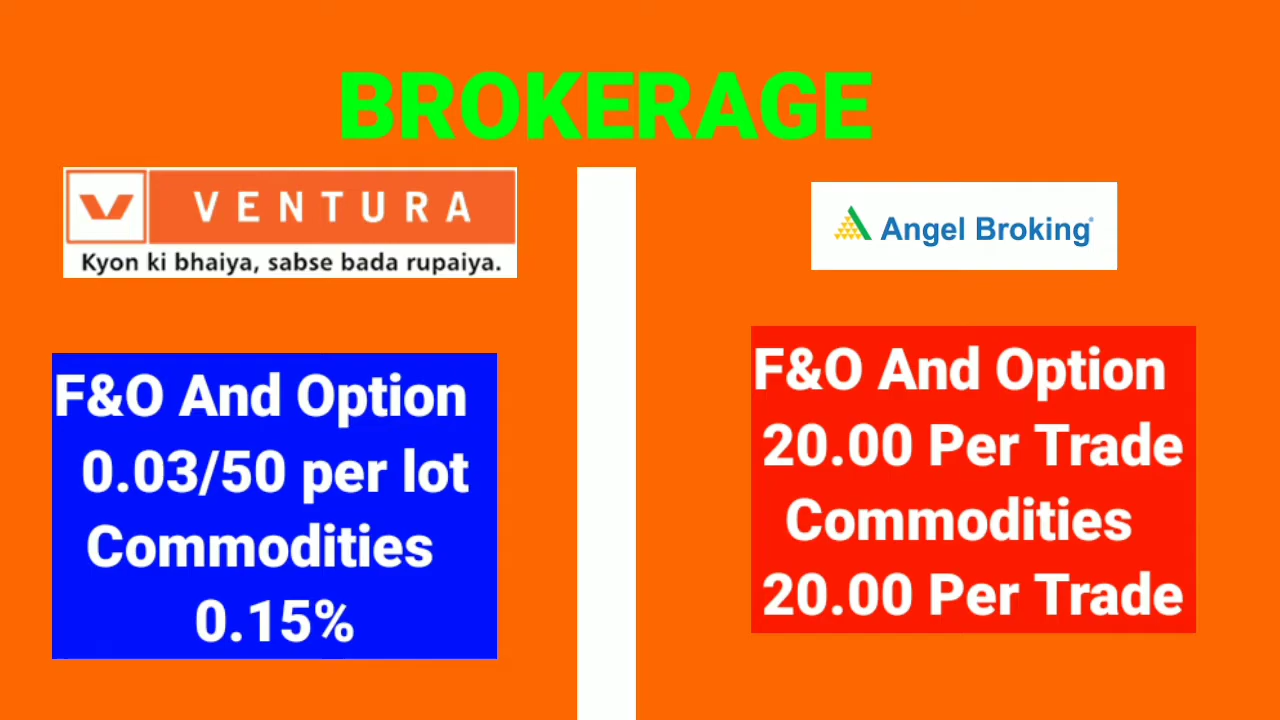 BROKERAGE
VENTURA
Kyon ki bhaiya, sabse bada rupaiya.
F&O And Option
0.03/50 per lot
Commodities
0.15%
Angel Broking
F&O And Option
20.00 Per Trade
Commodities
20.00 Per Trade